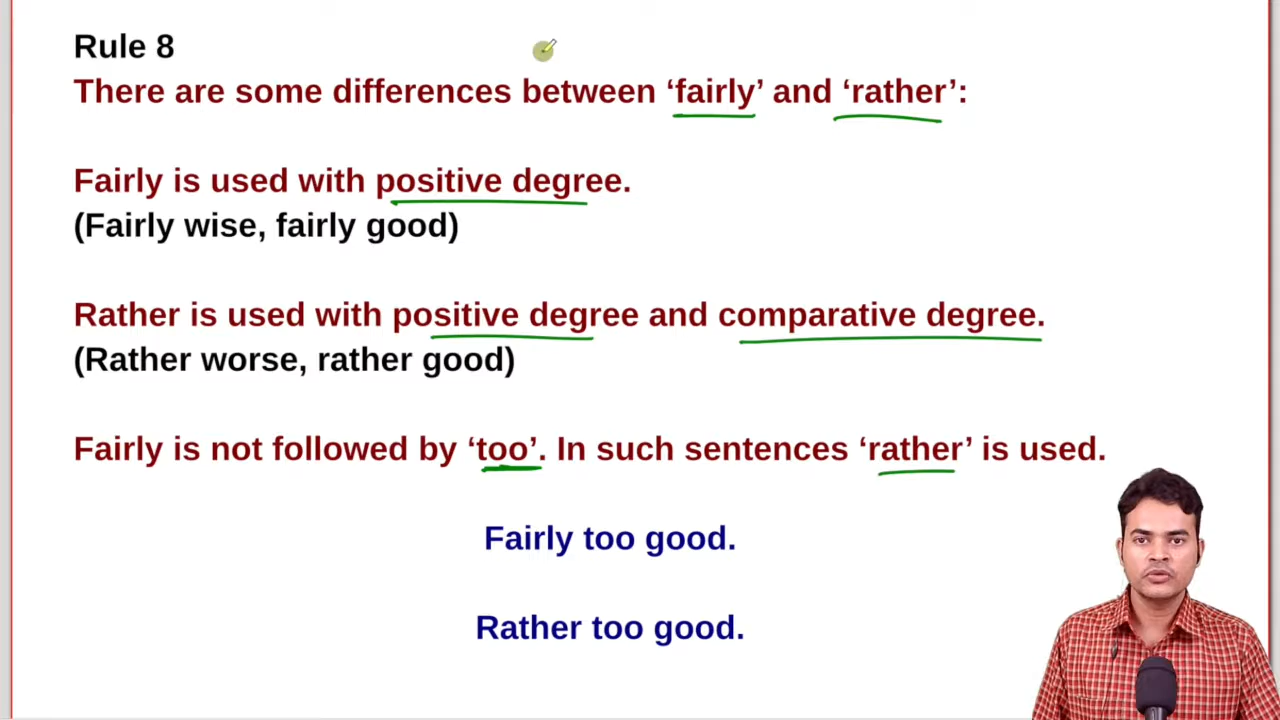 Rule 8
There are some differences between ‘fairly’ and ‘rather’:
Fairly is used with positive degree.
(Fairly wise, fairly good)
Rather is used with positive degree and comparative degree.
(Rather worse, rather good)
Fairly is not followed by ‘too’. In such sentences ‘rather’ is used.
Fairly too good.
Rather too good.